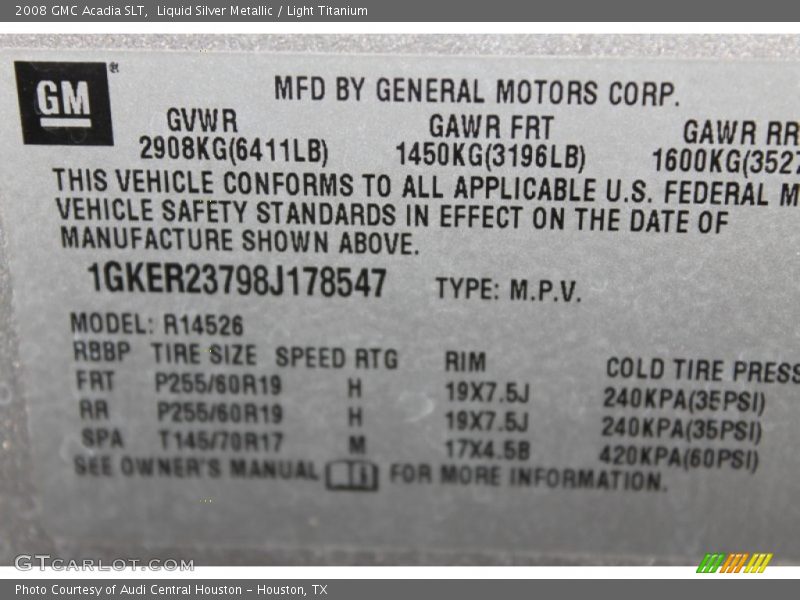 2008 GMC Acadia SLT,  Liquid Silver Metallic / Light Titanium
GM®
MFD BY GENERAL MOTORS CORP.
GVWR GAWR FRT GAWR RR
2908KG(6411LB) 1450KG(3196LB) 1600KG(3527
THIS VEHICLE CONFORMS TO ALL APPLICABLE U.S. FEDERAL M
VEHICLE SAFETY STANDARDS IN EFFECT ON THE DATE OF
MANUFACTURE SHOWN ABOVE.
1GKER23798J178547 TYPE: M.P.V.
MODEL: R14526
RBBP TIRE SIZE SPEED RTG RIM COLD TIRE PRESS
FRT P255/60R19 H 19X7.5J 240KPA(35PSI)
RR P255/60R19 H 19X7.5J 240KPA(35PSI)
SPA T145/70R17 M 17X4.5B 420KPA(60PSI)
SEE OWNER'S MANUAL FOR MORE INFORMATION.
GTCARLOT.COM
Photo Courtesy of Audi Central Houston - Houston, TX